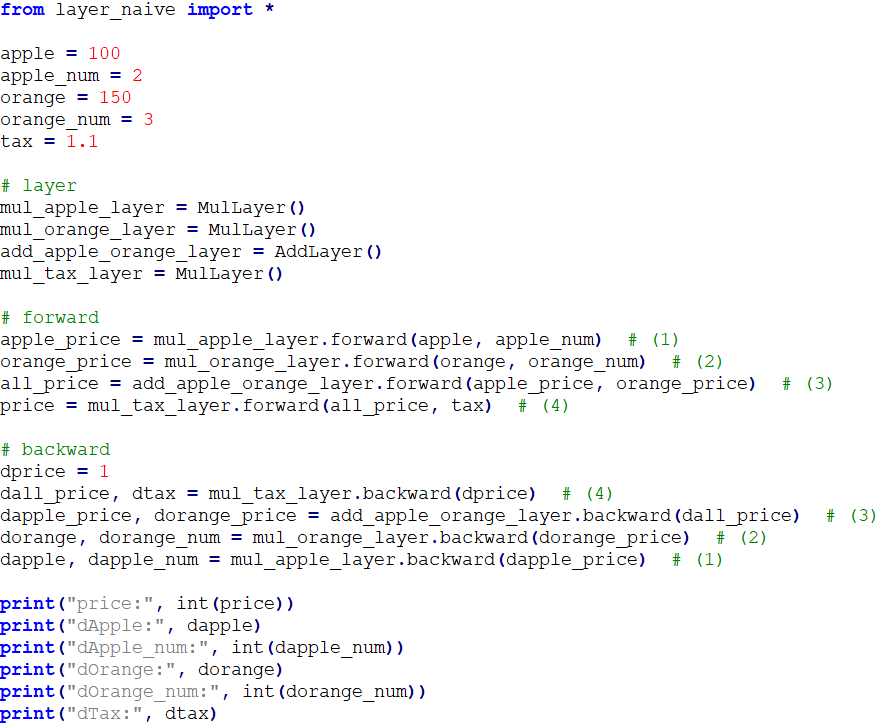 from layer_naive import *
apple = 100
apple_num = 2
orange = 150
orange_num = 3
tax = 1.1
# layer
mul_apple_layer = MulLayer()
mul_orange_layer = MulLayer()
add_apple_orange_layer = AddLayer()
mul_tax_layer = MulLayer()
# forward
apple_price = mul_apple_layer.forward(apple, apple_num)  # (1)
orange_price = mul_orange_layer.forward(orange, orange_num)  # (2)
all_price = add_apple_orange_layer.forward(apple_price, orange_price)  # (3)
price = mul_tax_layer.forward(all_price, tax)  # (4)
# backward
dprice = 1
dall_price, dtax = mul_tax_layer.backward(dprice)  # (4)
dapple_price, dorange_price = add_apple_orange_layer.backward(dall_price)  # (3)
dorange, dorange_num = mul_orange_layer.backward(dorange_price)  # (2)
dapple, dapple_num = mul_apple_layer.backward(dapple_price)  # (1)
print("price:", int(price))
print("dApple:", dapple)
print("dApple_num:", int(dapple_num))
print("dOrange:", dorange)
print("dOrange_num:", int(dorange_num))
print("dTax:", dtax)